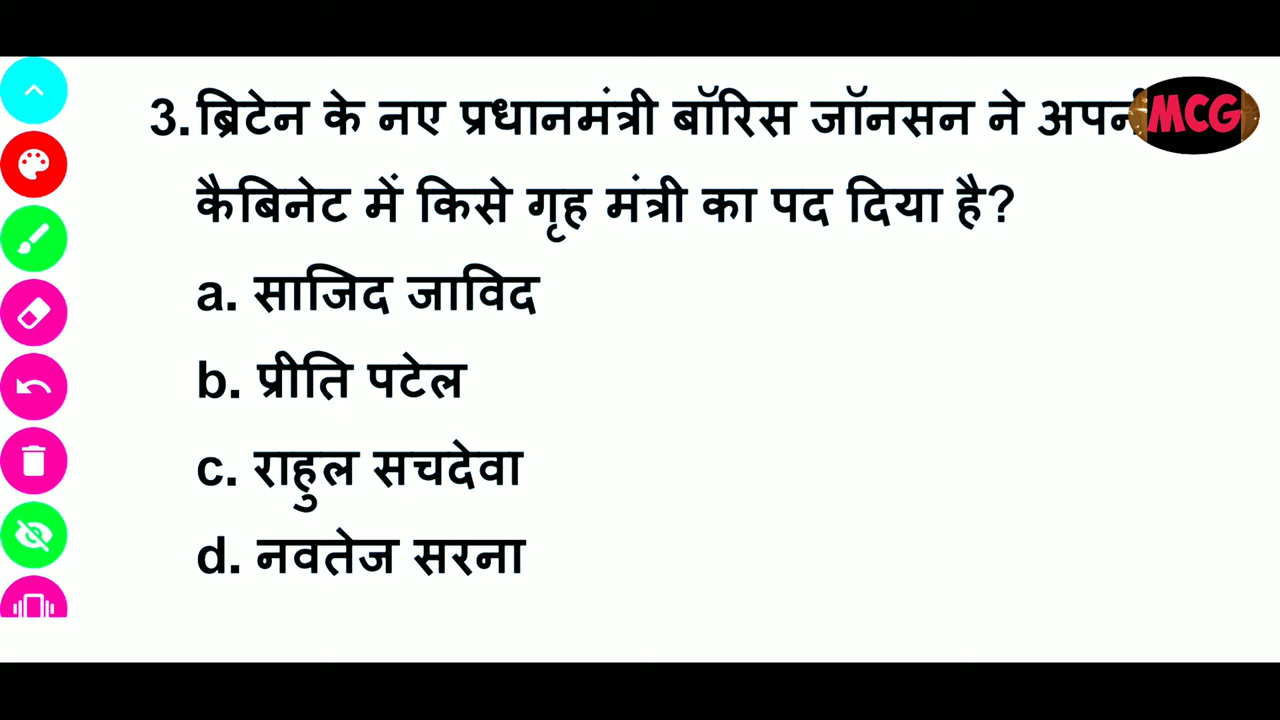 3. ब्रिटेन के नए प्रधानमंत्री बॉरिस जॉनसन ने अपनी
MCG
कैबिनेट में किसे गृह मंत्री का पद दिया है?
a. साजिद जाविद
b. प्रीति पटेल
c. राहुल सचदेवा
d. नवतेज सरना